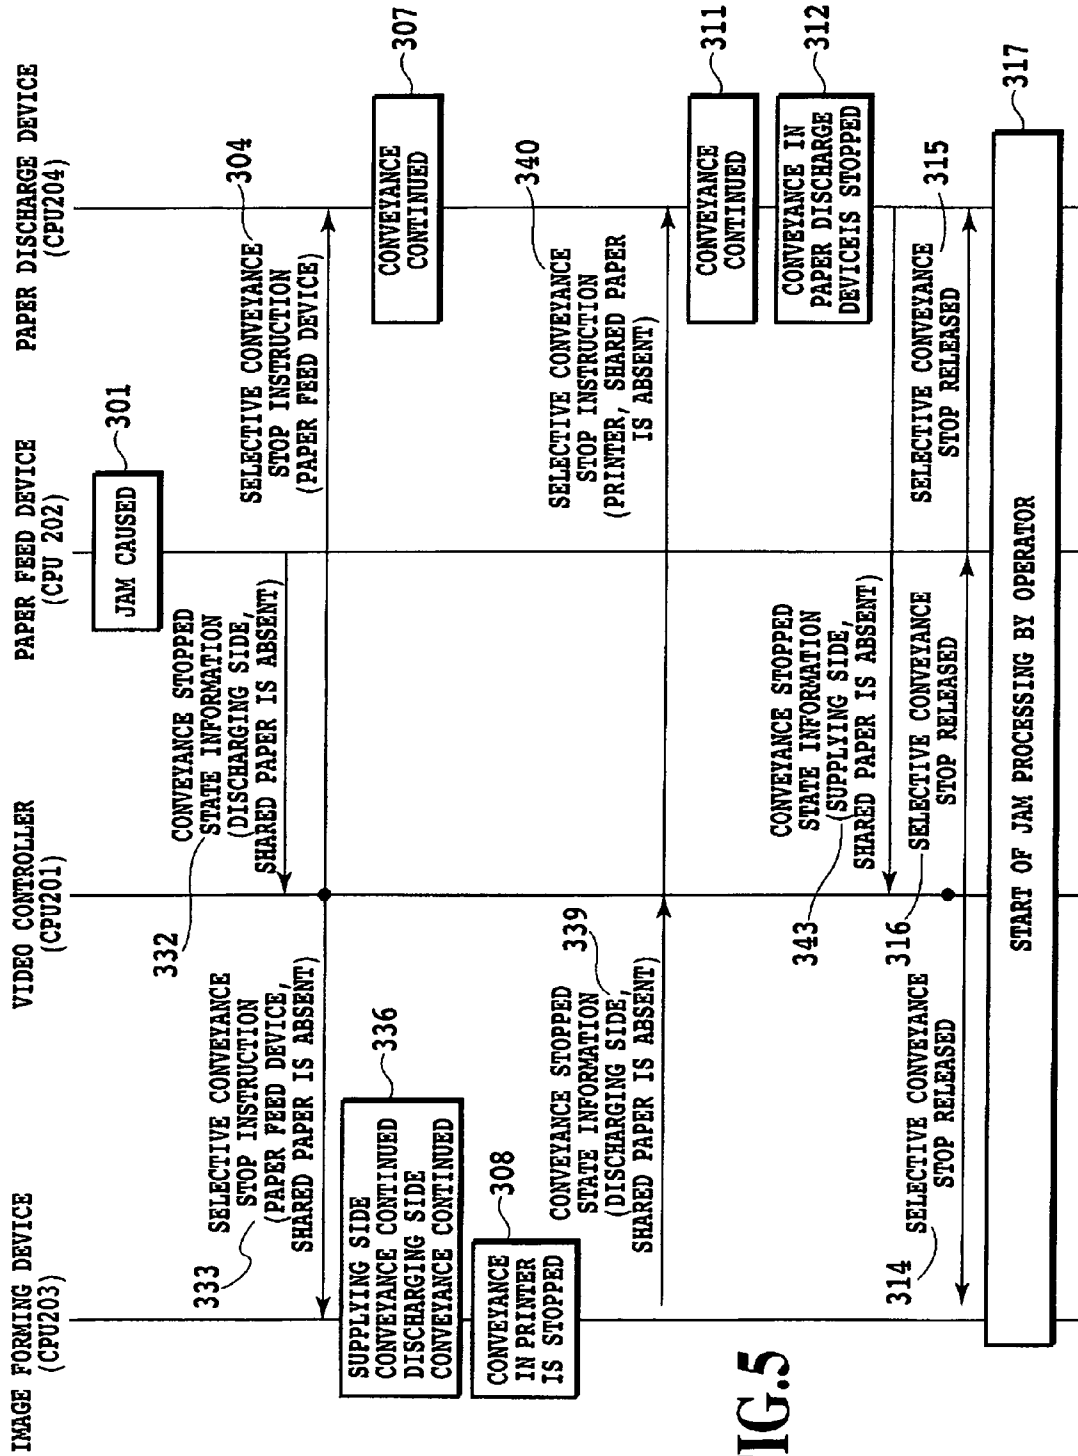 IMAGE FORMING DEVICE
(CPU203)
VIDEO CONTROLLER
(CPU201)
PAPER FEED DEVICE
(CPU 202)
PAPER DISCHARGE DEVICE
(CPU204)
JAM CAUSED
301
332
CONVEYANCE STOPPED
STATE INFORMATION
(DISCHARGING SIDE,
SHARED PAPER IS ABSENT)
333
SELECTIVE CONVEYANCE
STOP INSTRUCTION
(PAPER FEED DEVICE,
SHARED PAPER IS ABSENT)
304
SELECTIVE CONVEYANCE
STOP INSTRUCTION
(PAPER FEED DEVICE)
SUPPLYING SIDE
CONVEYANCE CONTINUED
DISCHARGING SIDE
CONVEYANCE CONTINUED
336
CONVEYANCE
CONTINUED
307
CONVEYANCE
IN PRINTER
IS STOPPED
308
CONVEYANCE STOPPED
STATE INFORMATION
(DISCHARGING SIDE,
SHARED PAPER IS ABSENT)
339
340
SELECTIVE CONVEYANCE
STOP INSTRUCTION
(PRINTER, SHARED PAPER
IS ABSENT)
CONVEYANCE
CONTINUED
311
CONVEYANCE IN
PAPER DISCHARGE
DEVICEIS STOPPED
312
CONVEYANCE STOPPED
STATE INFORMATION
(SUPPLYING SIDE,
SHARED PAPER IS ABSENT)
343
314
SELECTIVE CONVEYANCE
STOP RELEASED
316
SELECTIVE CONVEYANCE
STOP RELEASED
SELECTIVE CONVEYANCE
STOP RELEASED
315
START OF JAM PROCESSING BY OPERATOR
317
IG.5